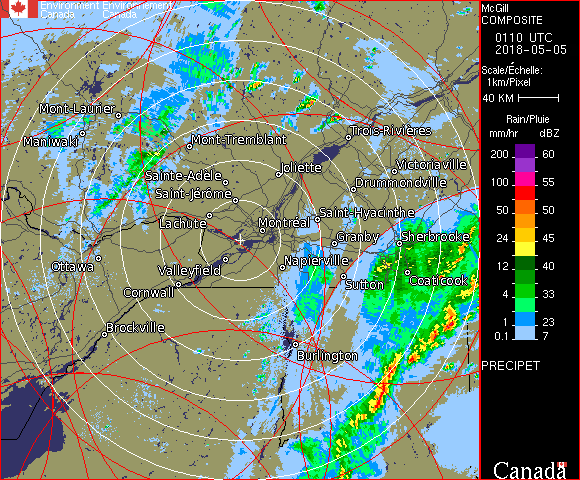 Environment Environnement
Canada Canada
McGill
COMPOSITE
0110 UTC
2018-05-05
Scale/Échelle:
1km/Pixel
40 KM
Rain/Pluie
mm/hr dBZ
200 60
100 55
50 50
24 45
12 40
4 33
1 23
0.1 7
PRECIPET
Canada
Mont-Laurier
Maniwaki
Mont-Tremblant
Trois-Rivières
Sainte-Adèle
Joliette
Victoriaville
Saint-Jérôme
Drummondville
Lachute
Montréal
Saint-Hyacinthe
Granby
Sherbrooke
Ottawa
Valleyfield
Napierville
Cornwall
Sutton
Coaticook
Brockville
Burlington